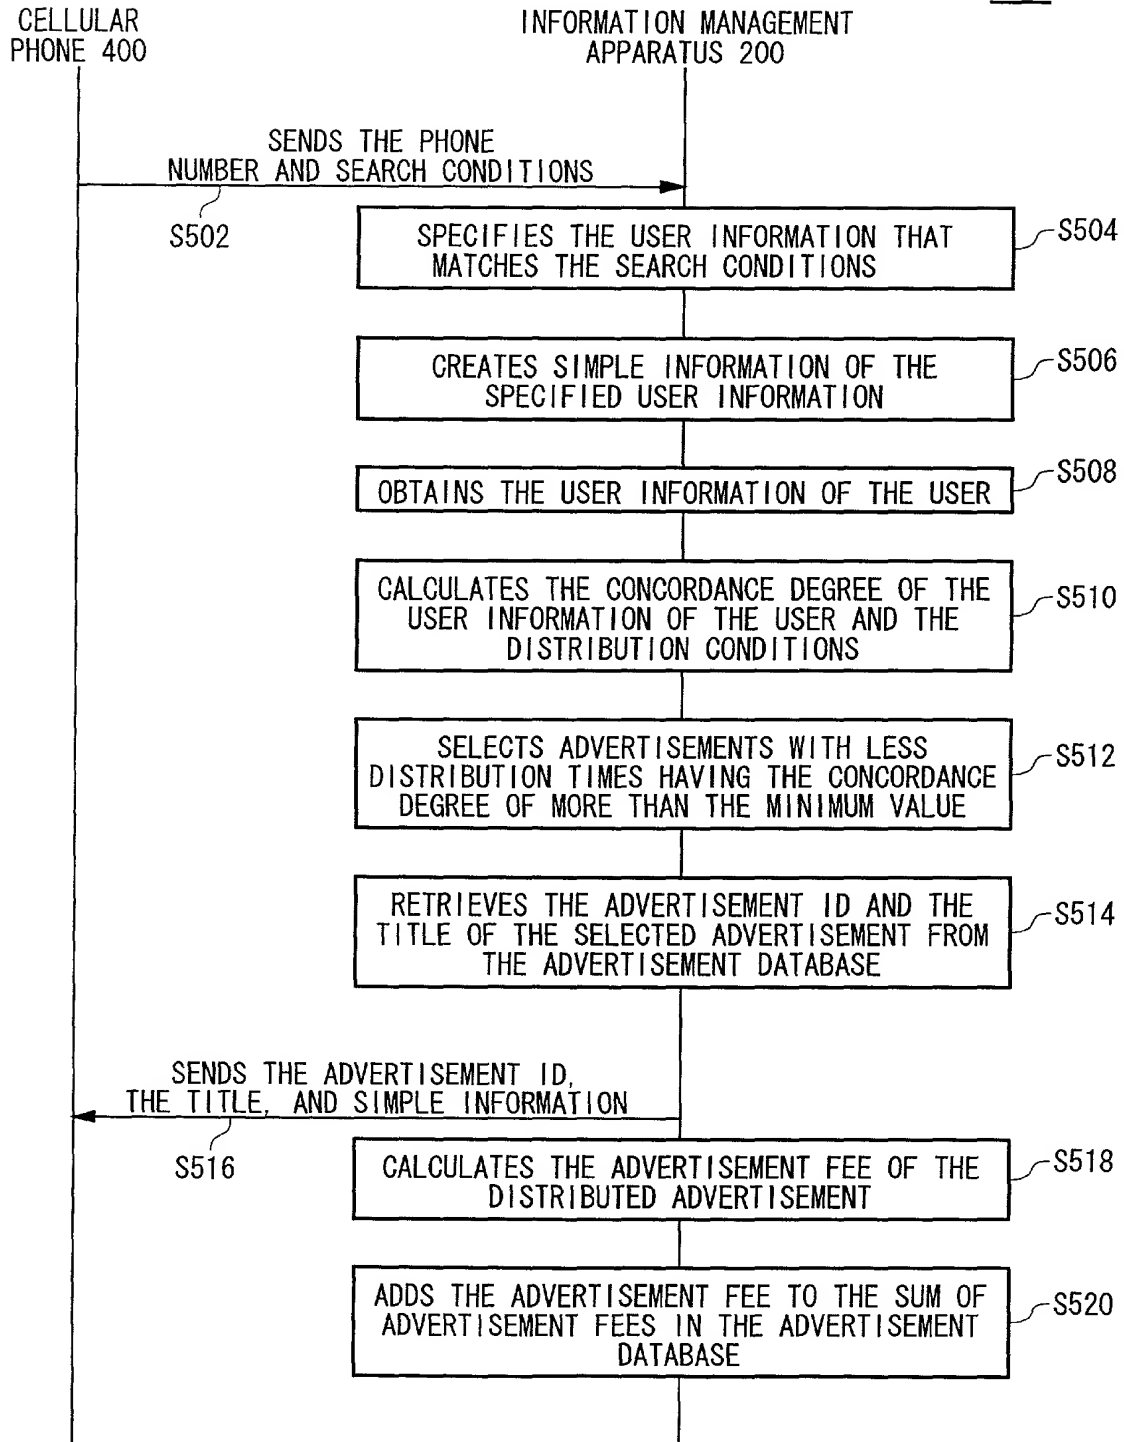 CELLULAR
PHONE 400
INFORMATION MANAGEMENT
APPARATUS 200
SENDS THE PHONE
NUMBER AND SEARCH CONDITIONS
S502
SPECIFIES THE USER INFORMATION THAT
MATCHES THE SEARCH CONDITIONS
S504
CREATES SIMPLE INFORMATION OF THE
SPECIFIED USER INFORMATION
S506
OBTAINS THE USER INFORMATION OF THE USER
S508
CALCULATES THE CONCORDANCE DEGREE OF THE
USER INFORMATION OF THE USER AND THE
DISTRIBUTION CONDITIONS
S510
SELECTS ADVERTISEMENTS WITH LESS
DISTRIBUTION TIMES HAVING THE CONCORDANCE
DEGREE OF MORE THAN THE MINIMUM VALUE
S512
RETRIEVES THE ADVERTISEMENT ID AND THE
TITLE OF THE SELECTED ADVERTISEMENT FROM
THE ADVERTISEMENT DATABASE
S514
SENDS THE ADVERTISEMENT ID,
THE TITLE, AND SIMPLE INFORMATION
S516
CALCULATES THE ADVERTISEMENT FEE OF THE
DISTRIBUTED ADVERTISEMENT
S518
ADDS THE ADVERTISEMENT FEE TO THE SUM OF
ADVERTISEMENT FEES IN THE ADVERTISEMENT
DATABASE
S520